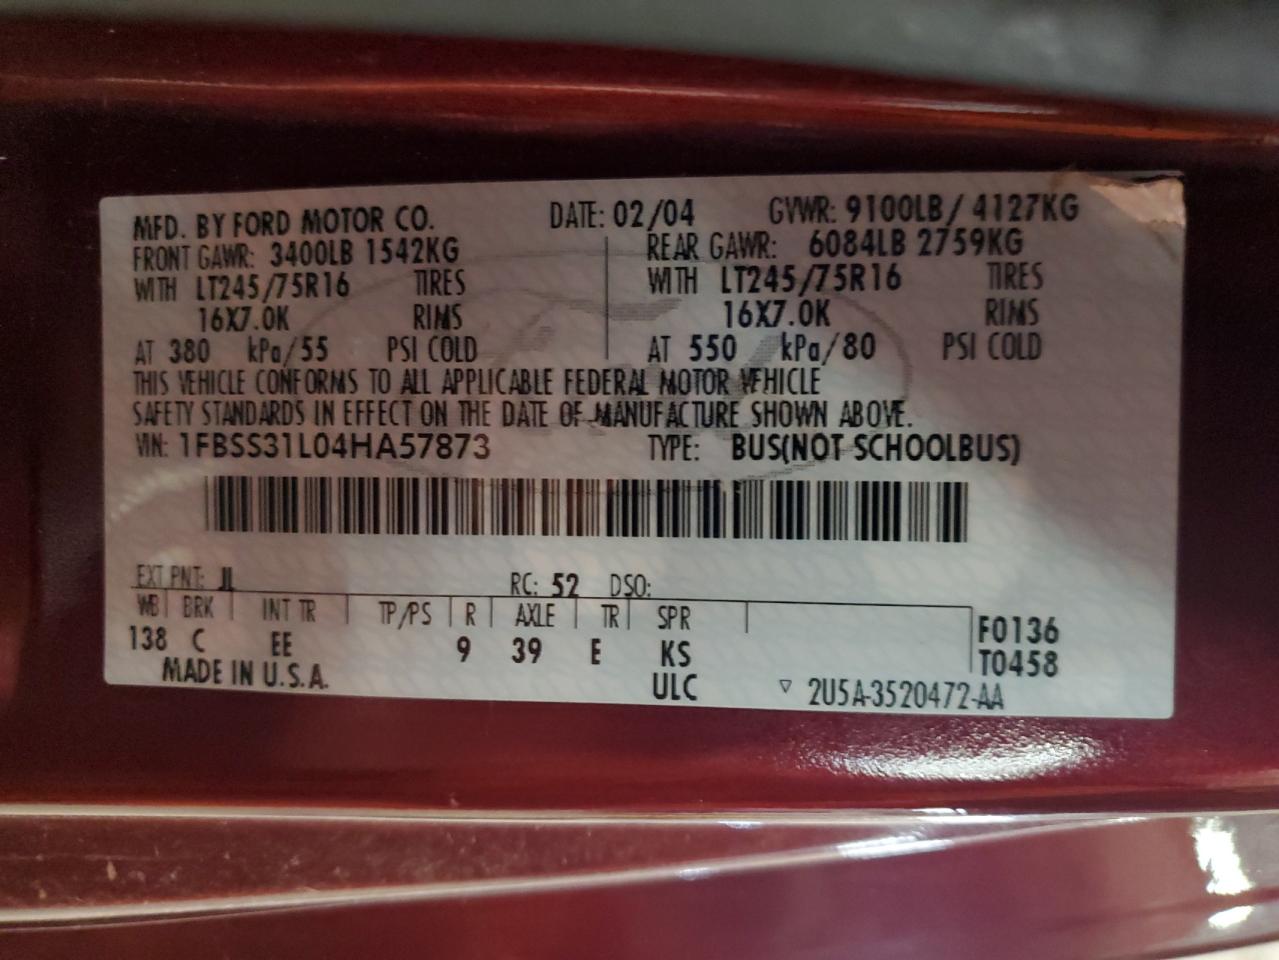 MFD. BY FORD MOTOR CO. DATE: 02/04 GVWR: 9100LB/ 4127KG
FRONT GAWR: 3400LB 1542KG REAR GAWR: 6084LB 2759KG
WITH LT245/75R16 TIRES WITH LT245/75R16 TIRES
16X7.0K RIMS 16X7.0K RIMS
AT 380 kPa/55 PSI COLD AT 550 kPa/80 PSI COLD
THIS VEHICLE CONFORMS TO ALL APPLICABLE FEDERAL MOTOR VEHICLE
SAFETY STANDARDS IN EFFECT ON THE DATE OF MANUFACTURE SHOWN ABOVE.
VIN: 1FBSS31L04HA57873 TYPE: BUS(NOT SCHOOLBUS)
EXT PNT: JL RC: 52 DSO:
WB BRK INT TR TP/PS R AXLE TR SPR F0136
138 C EE 9 39 E KS T0458
MADE IN U.S.A. ULC ▽ 2U5A-3520472-AA